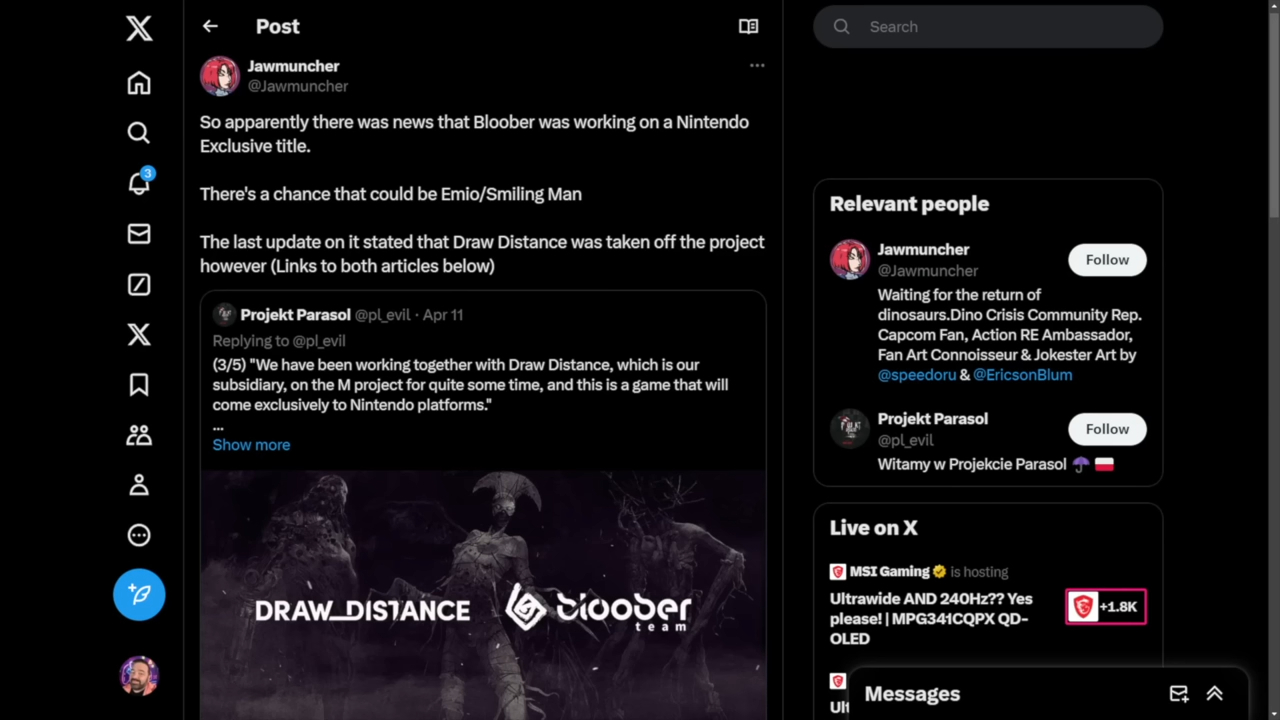 Post
Search
Jawmuncher
@Jawmuncher
So apparently there was news that Bloober was working on a Nintendo
Exclusive title.
There's a chance that could be Emio/Smiling Man
The last update on it stated that Draw Distance was taken off the project
however (Links to both articles below)
Projekt Parasol @pl_evil · Apr 11
Replying to @pl_evil
(3/5) "We have been working together with Draw Distance, which is our
subsidiary, on the M project for quite some time, and this is a game that will
come exclusively to Nintendo platforms."
...
Show more
DRAW_DISTANCE
bloober
team
3
Relevant people
Jawmuncher
@Jawmuncher
Follow
Waiting for the return of
dinosaurs.Dino Crisis Community Rep.
Capcom Fan, Action RE Ambassador,
Fan Art Connoisseur & Jokester Art by
@speedoru & @EricsonBlum
Projekt Parasol
@pl_evil
Follow
Witamy w Projekcie Parasol
Live on X
MSI Gaming is hosting
Ultrawide AND 240Hz?? Yes
please! | MPG341CQPX QD-
OLED
+1.8K
Ult
Messages